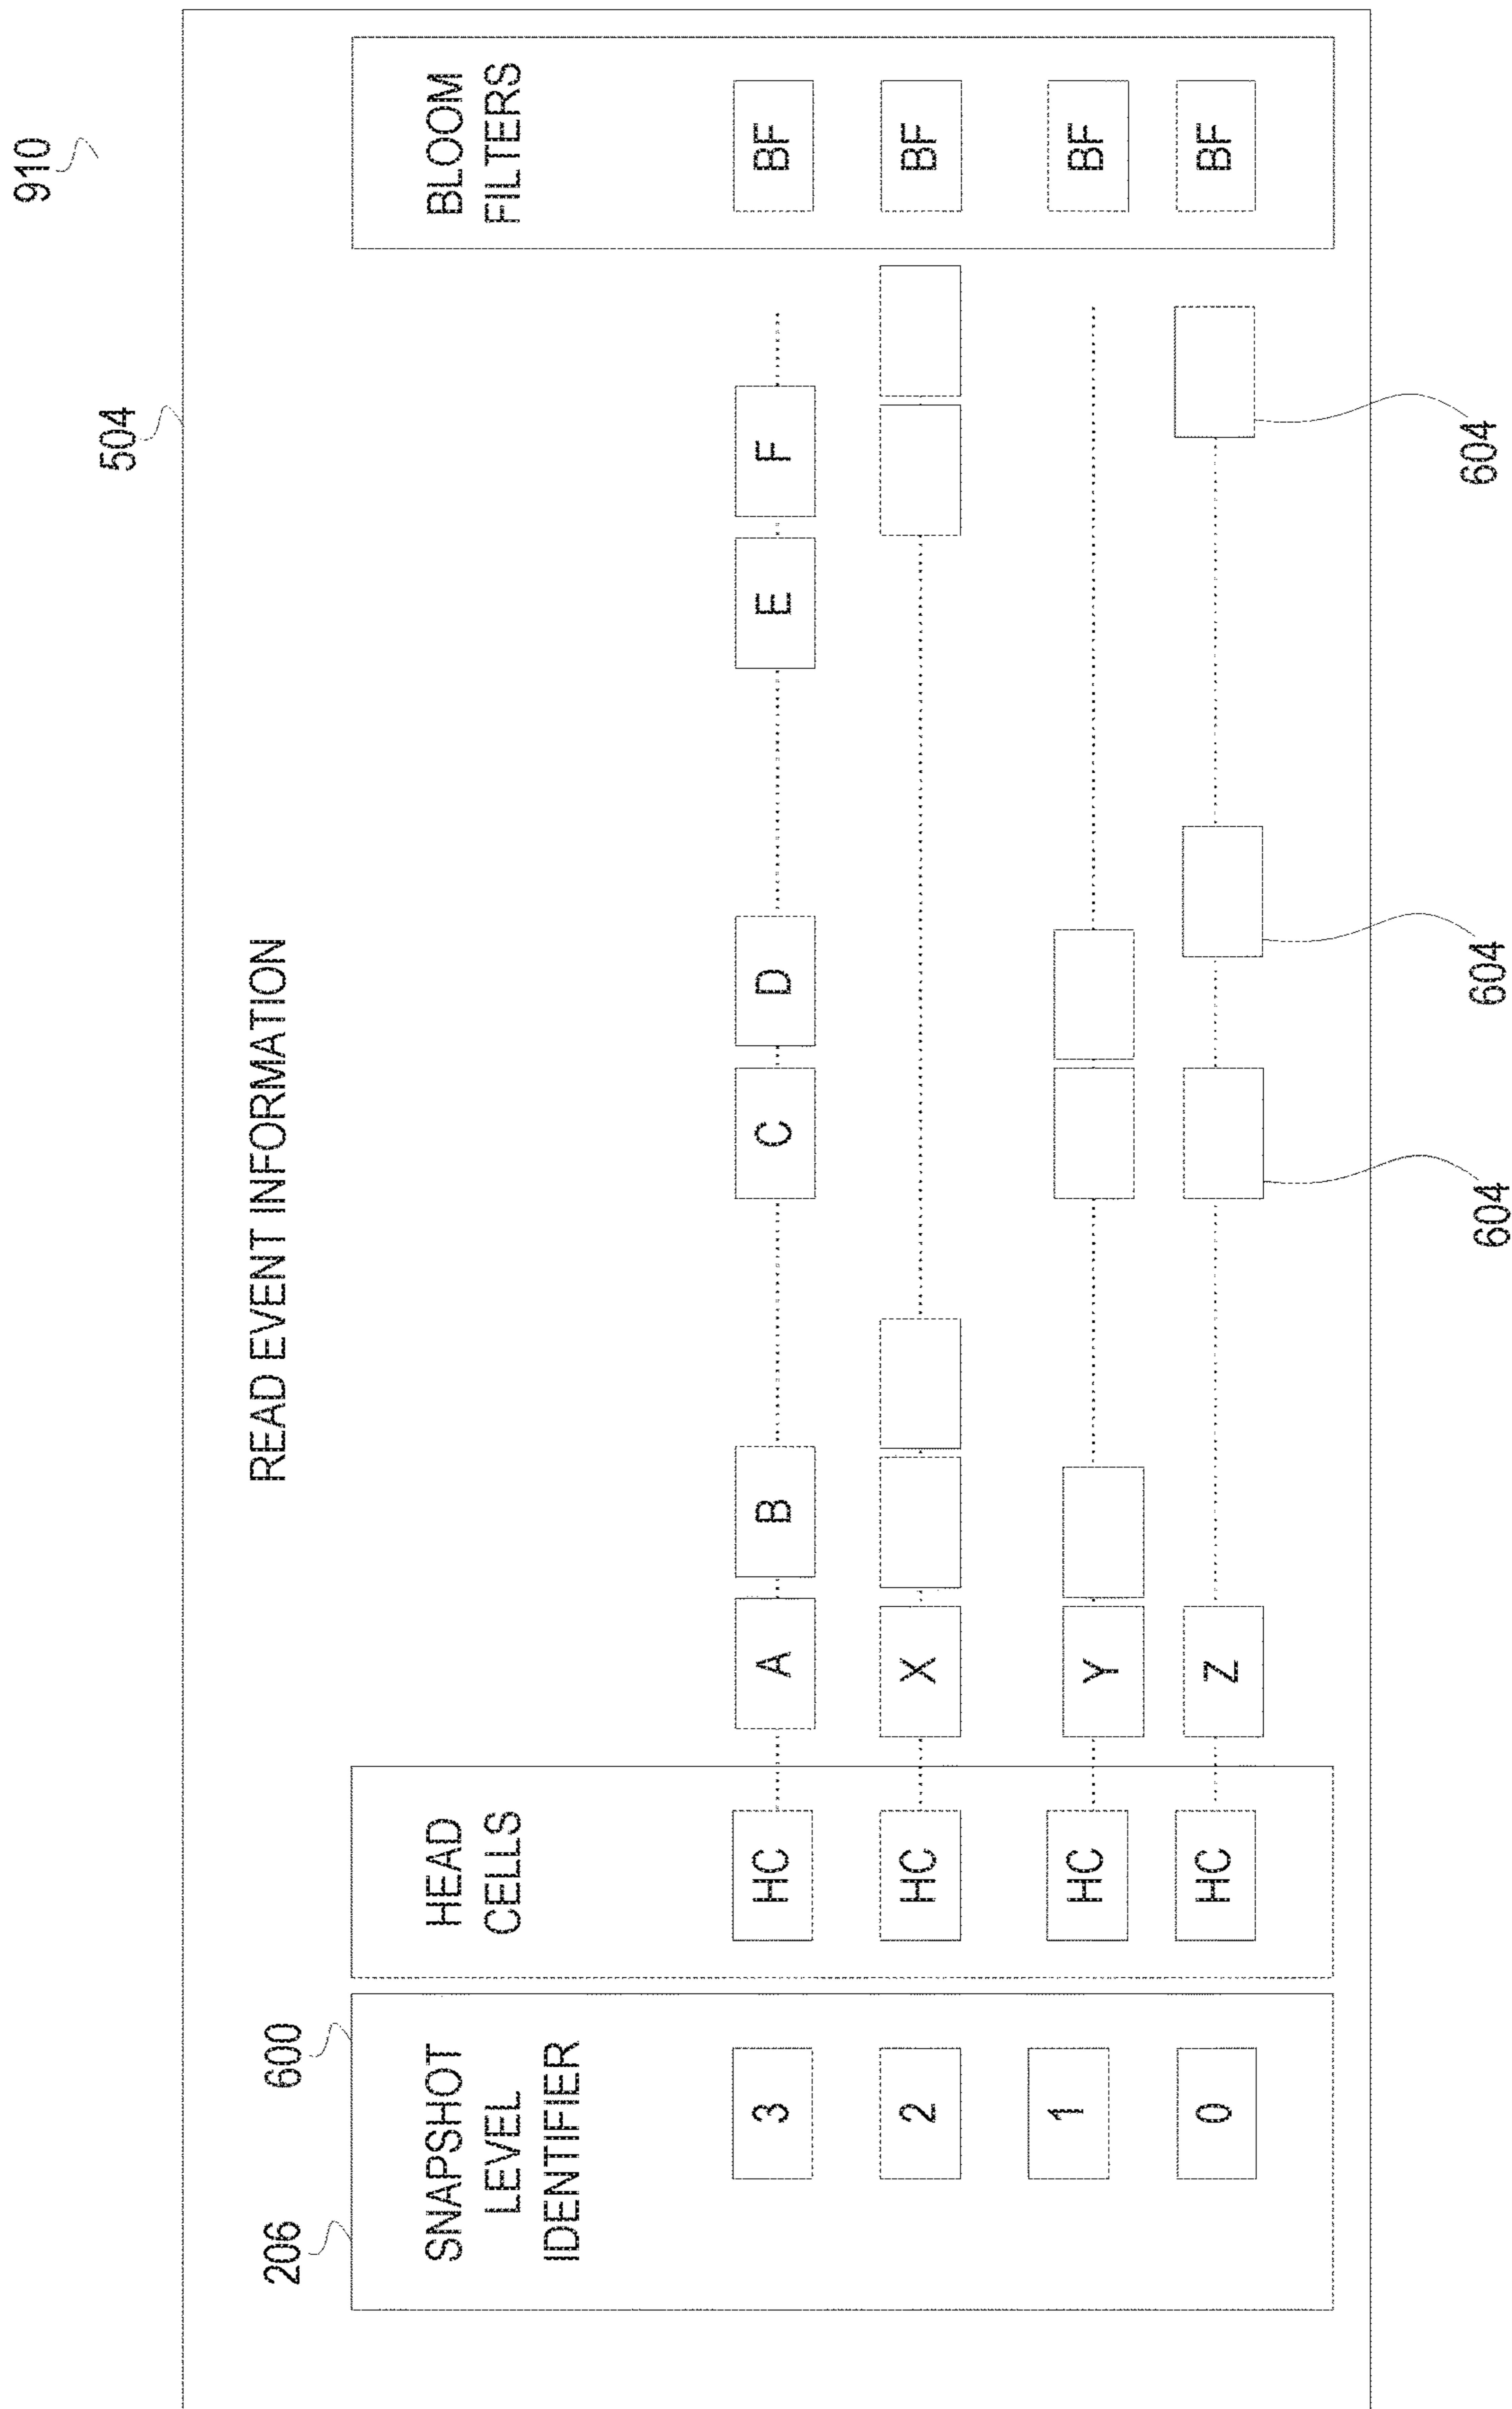 910
504
READ EVENT INFORMATION
206
600
SNAPSHOT
LEVEL
IDENTIFIER
HEAD
CELLS
BLOOM
FILTERS
3
HC
A
B
C
D
E
F
BF
2
HC
X
BF
1
HC
Y
BF
0
HC
Z
BF
604
604
604